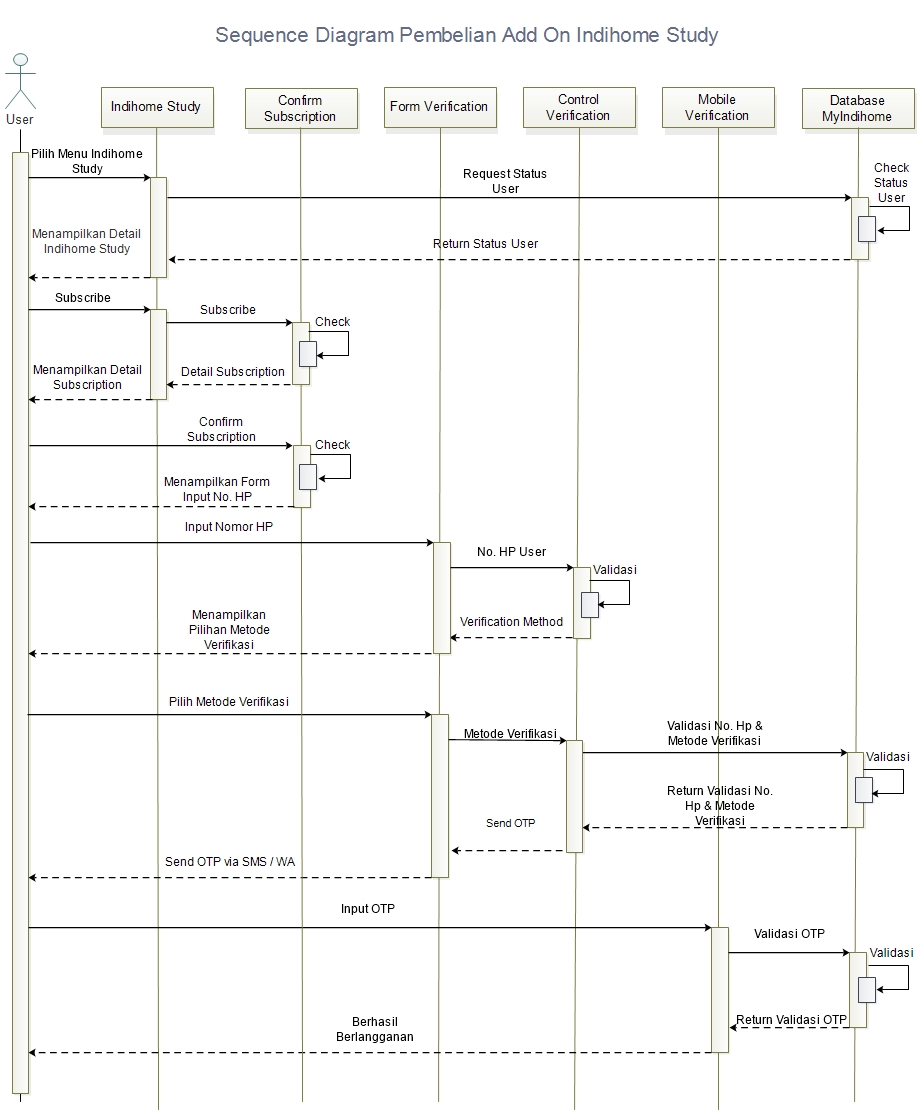 Sequence Diagram Pembelian Add On Indihome Study
User
Indihome Study
Confirm
Subscription
Form Verification
Control
Verification
Mobile
Verification
Database
MyIndihome
Pilih Menu Indihome
Study
Request Status
User
Check
Status
User
Menampilkan Detail
Indihome Study
Return Status User
Subscribe
Subscribe
Check
Menampilkan Detail
Subscription
Detail Subscription
Confirm
Subscription
Check
Menampilkan Form
Input No. HP
Input Nomor HP
No. HP User
Validasi
Menampilkan
Pilihan Metode
Verifikasi
Verification Method
Pilih Metode Verifikasi
Metode Verifikasi
Validasi No. Hp &
Metode Verifikasi
Validasi
Return Validasi No.
Hp & Metode
Verifikasi
Send OTP
Send OTP via SMS / WA
Input OTP
Validasi OTP
Validasi
Return Validasi OTP
Berhasil
Berlangganan